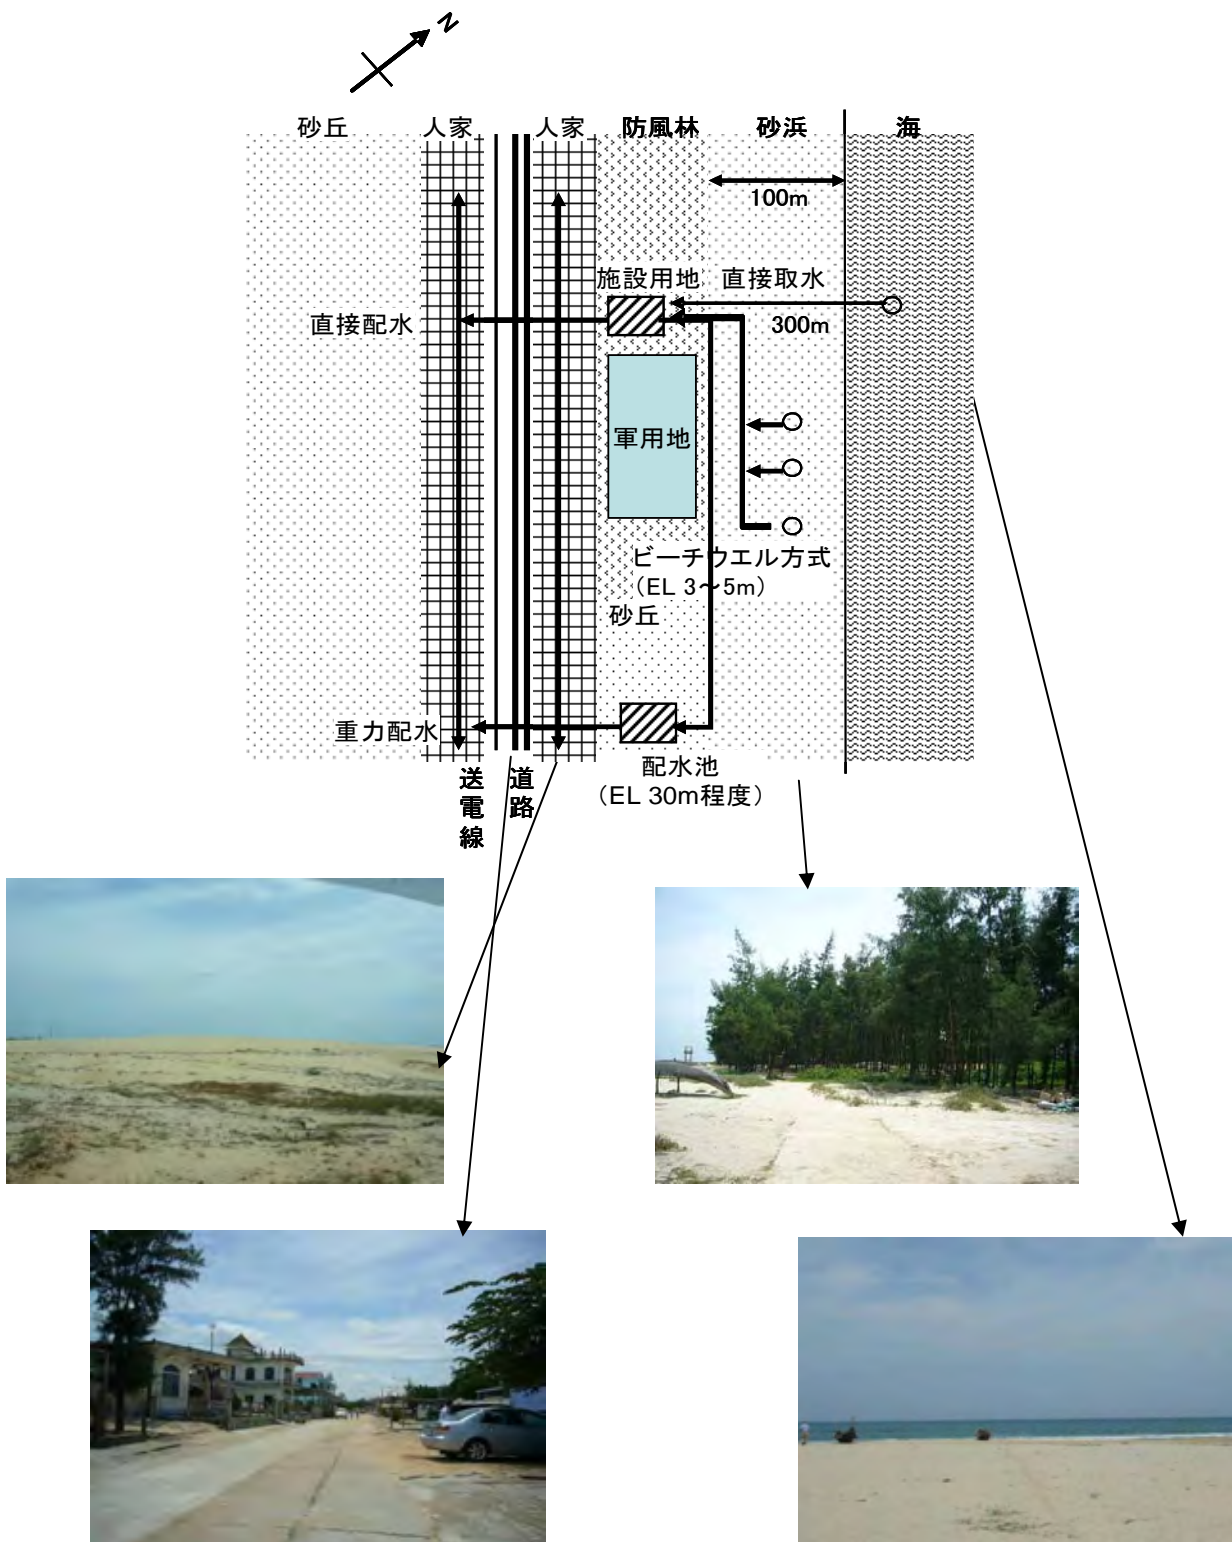 N
砂丘
人家
人家
防風林
砂浜
海
100m
施設用地
直接取水
直接配水
300m
軍用地
ビーチウエル方式
（EL 3～5m）
砂丘
重力配水
配水池
（EL 30m程度）
送電線
道路